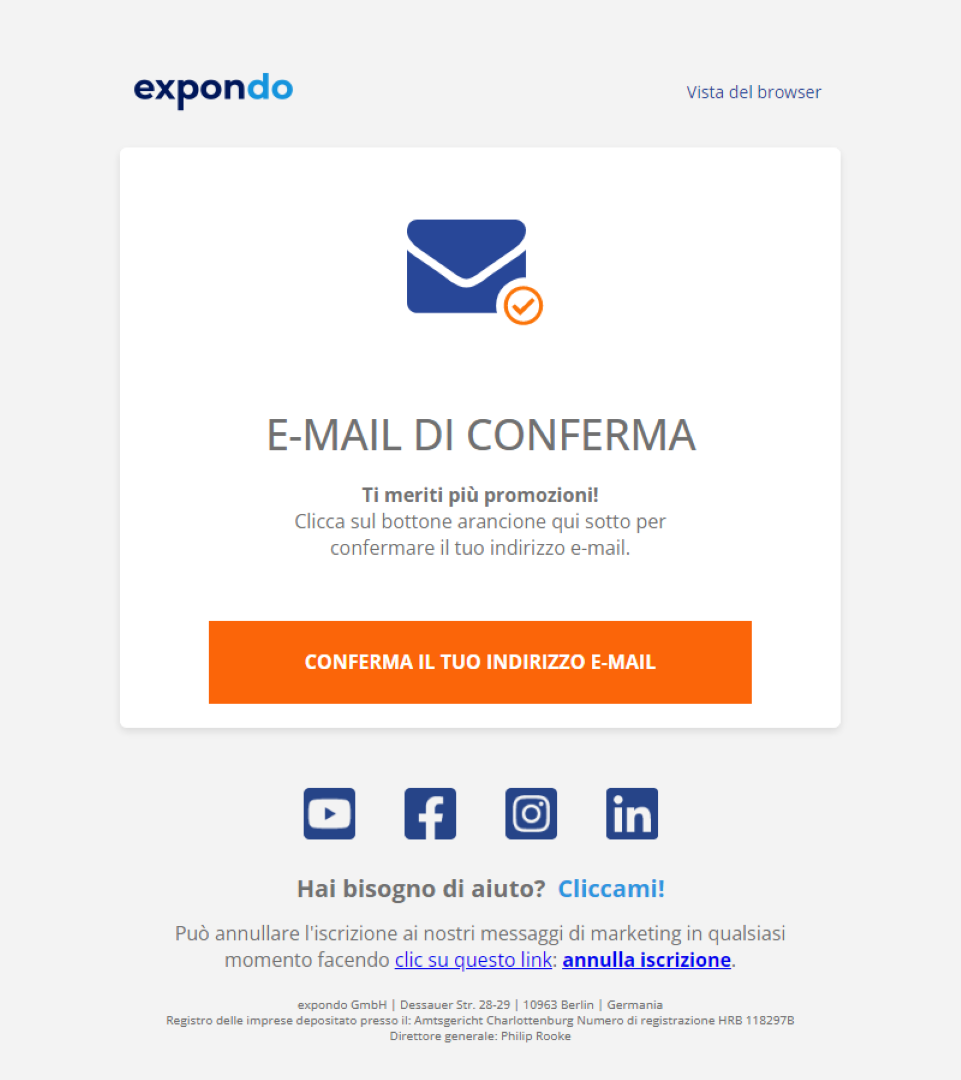 expondo
Vista del browser
E-MAIL DI CONFERMA
Ti meriti più promozioni!
Clicca sul bottone arancione qui sotto per
confermare il tuo indirizzo e-mail.
CONFERMA IL TUO INDIRIZZO E-MAIL
in
Hai bisogno di aiuto? Cliccami!
Può annullare l'iscrizione ai nostri messaggi di marketing in qualsiasi
momento facendo clic su questo link: annulla iscrizione.
expondo GmbH | Dessauer Str. 28-29 | 10963 Berlin | Germania
Registro delle imprese depositato presso il: Amtsgericht Charlottenburg Numero di registrazione HRB 118297B
Direttore generale: Philip Rooke